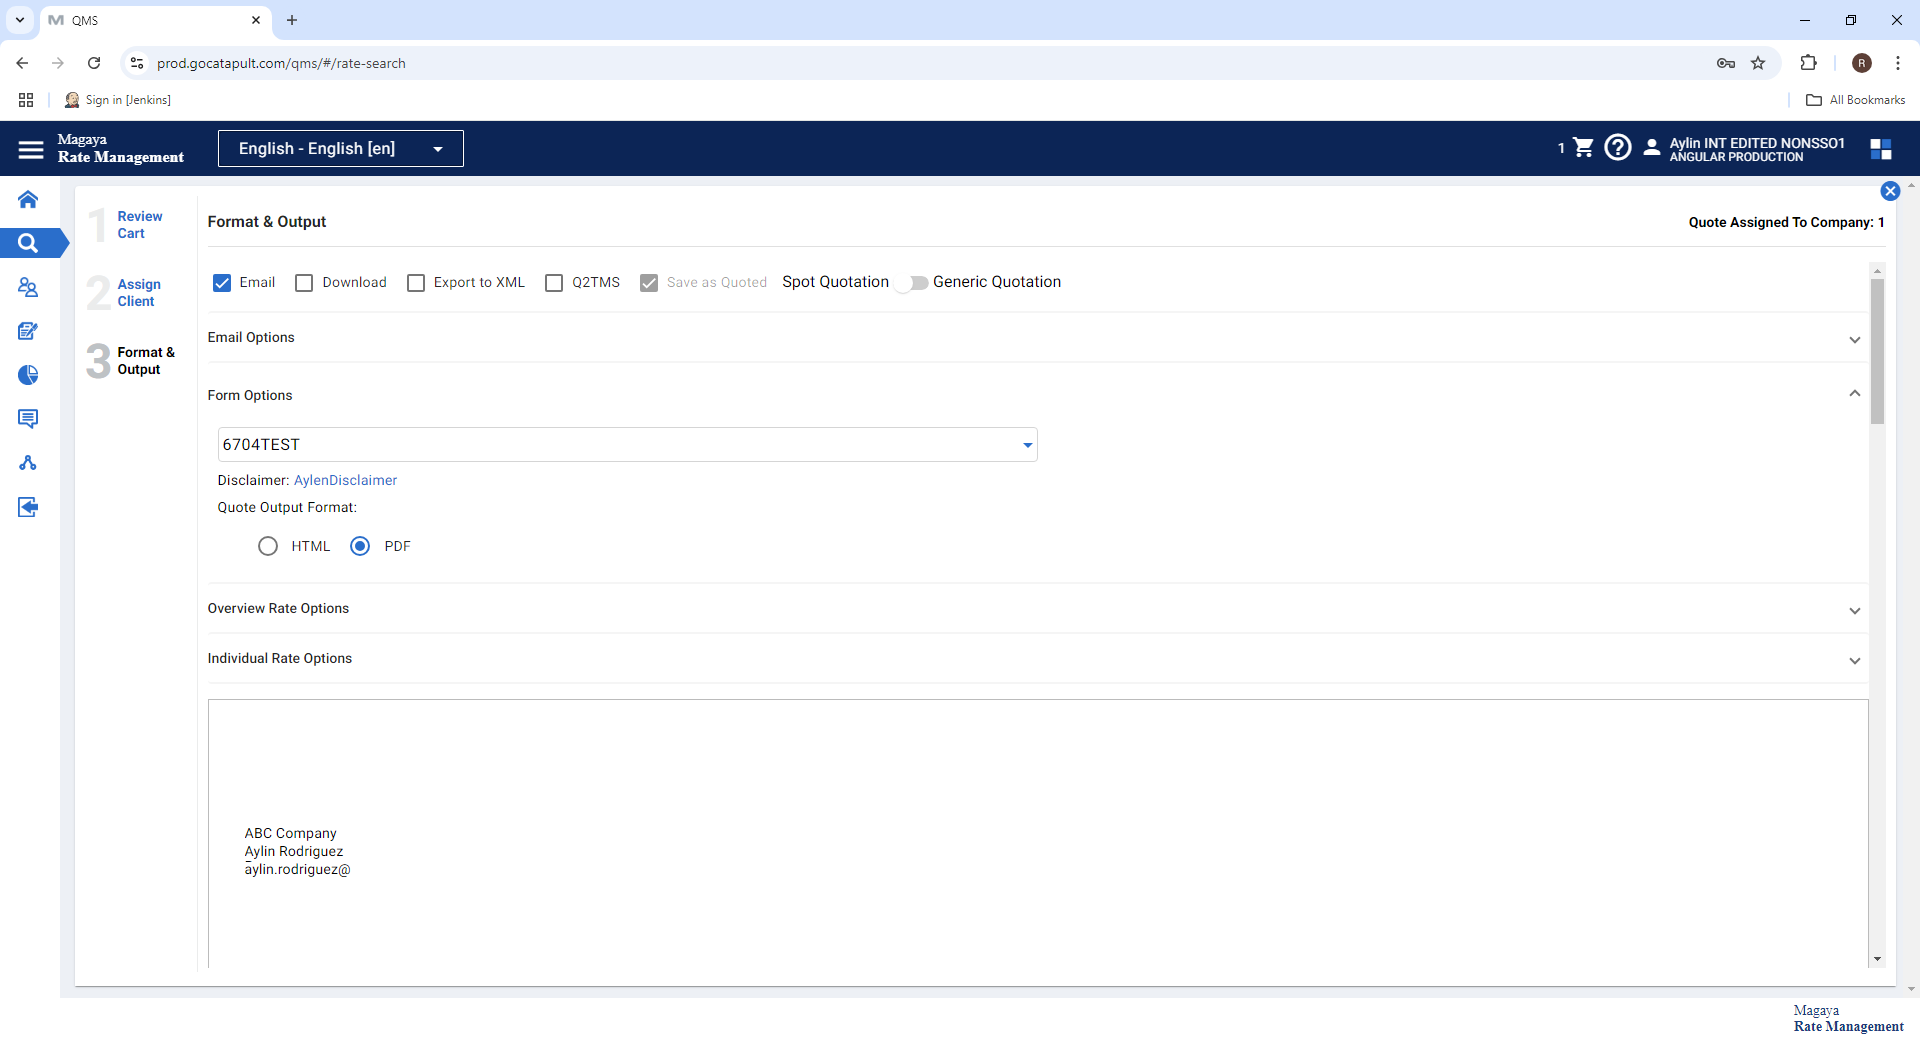 QMS
prod.gocatapult.com/qms/#/rate-search
R
Sign in [Jenkins]
All Bookmarks
Magaya
Rate Management
English - English [en]
1
Aylin INT EDITED NONSSO1
ANGULAR PRODUCTION
1 Review Cart
2 Assign Client
3 Format & Output
Format & Output
Quote Assigned To Company: 1
Email
Download
Export to XML
Q2TMS
Save as Quoted
Spot Quotation
Generic Quotation
Email Options
Form Options
6704TEST
Disclaimer: AylenDisclaimer
Quote Output Format:
HTML
PDF
Overview Rate Options
Individual Rate Options
ABC Company
Aylin Rodriguez
aylin.rodriguez@
Magaya
Rate Management